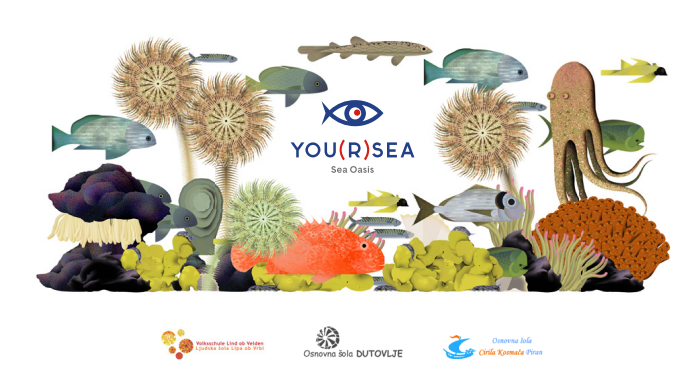 YOU(R)SEA
Sea Oasis
Volksschule Lind ob Velden
Ljudska šola Lipa ob Vrbi
Osnovna šola DUTOVLJE
Osnovna šola
Cirila Kosmača Piran